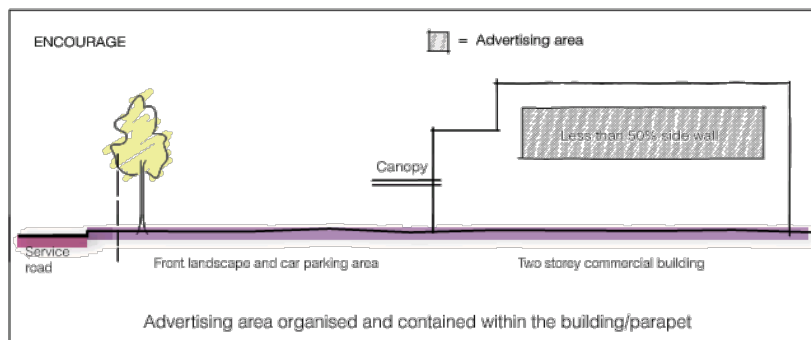 ENCOURAGE
= Advertising area
Less than 50% side wall
Canopy
Service
road
Front landscape and car parking area
Two storey commercial building
Advertising area organised and contained within the building/parapet